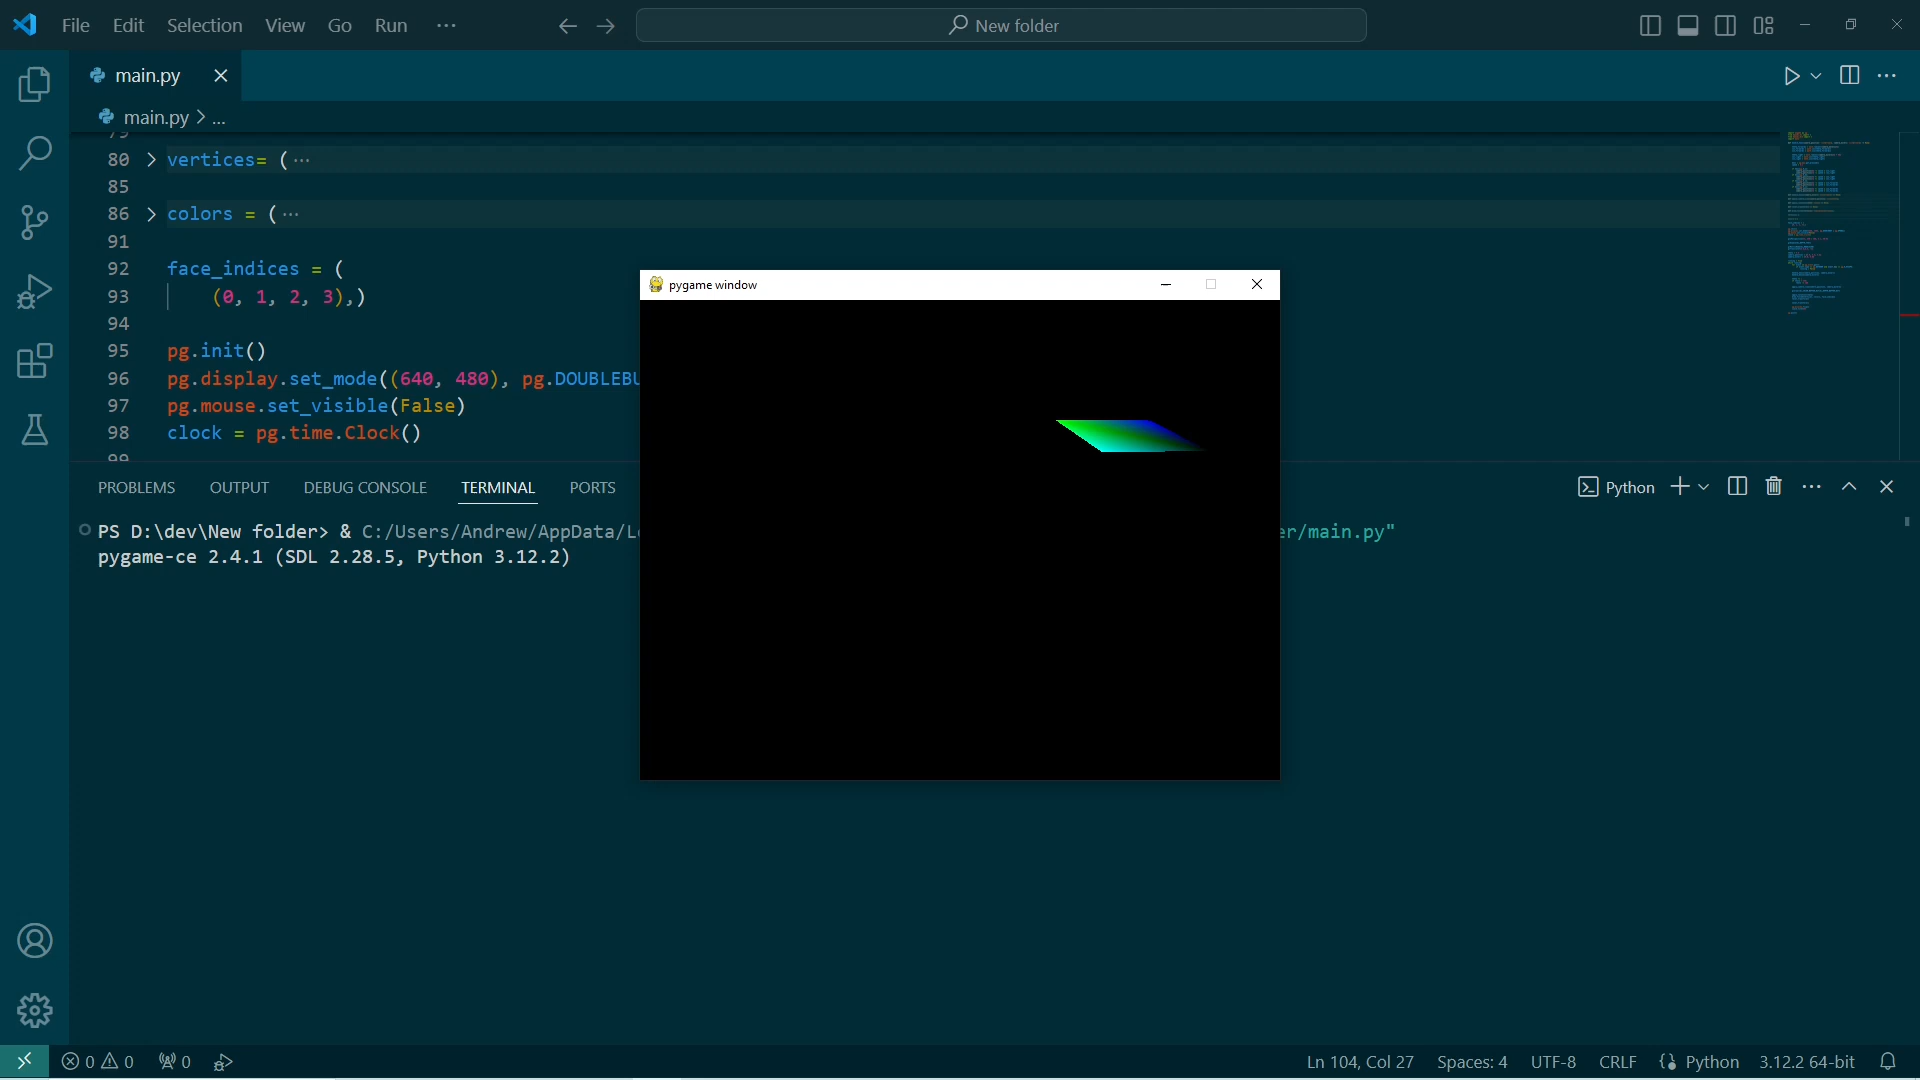 File Edit Selection View Go Run ···
New folder
main.py
main.py > ...
79
80 > vertices= ( ···
85
86 > colors = ( ···
91
92 face_indices = (
93 (0, 1, 2, 3),)
94
95 pg.init()
96 pg.display.set_mode((640, 480), pg.DOUBLEBU
97 pg.mouse.set_visible(False)
98 clock = pg.time.Clock()
99
pygame window
PROBLEMS OUTPUT DEBUG CONSOLE TERMINAL PORTS
Python
PS D:\dev\New folder> & C:/Users/Andrew/AppData/L er/main.py"
pygame-ce 2.4.1 (SDL 2.28.5, Python 3.12.2)
0 0 0 Ln 104, Col 27 Spaces: 4 UTF-8 CRLF Python 3.12.2 64-bit